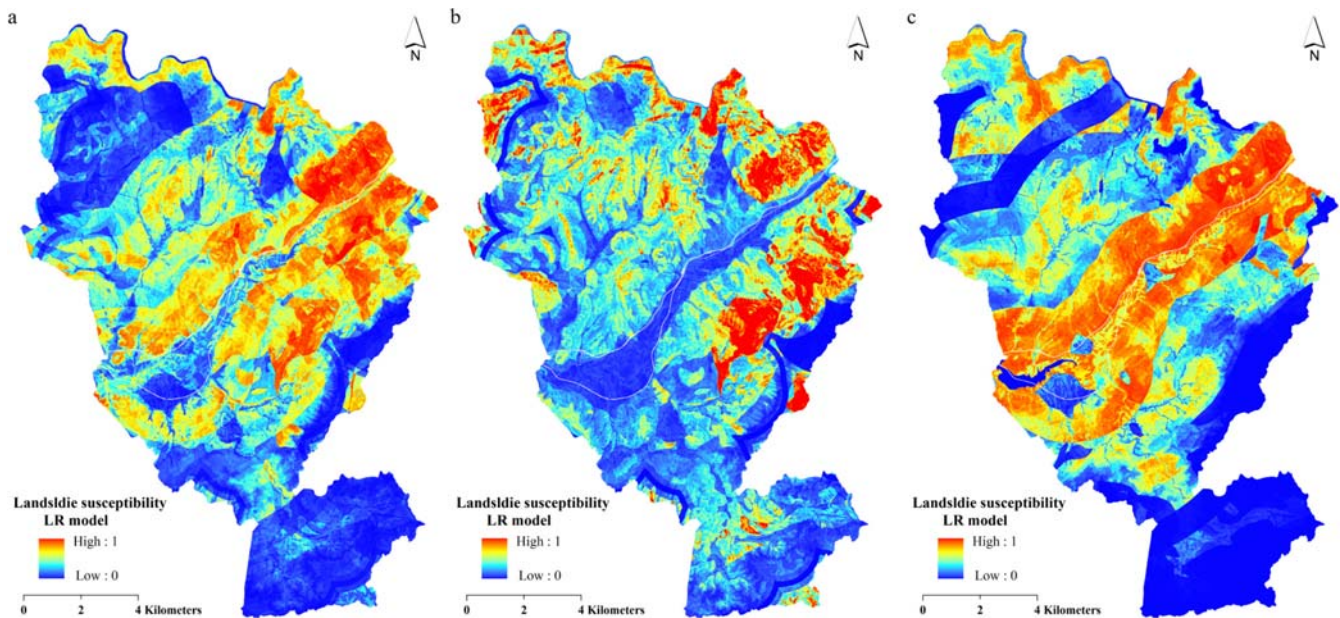 a
N
Landsldie susceptibility
LR model
High : 1
Low : 0
0 2 4 Kilometers
b
N
Landsldie susceptibility
LR model
High : 1
Low : 0
0 2 4 Kilometers
c
N
Landsldie susceptibility
LR model
High : 1
Low : 0
0 2 4 Kilometers